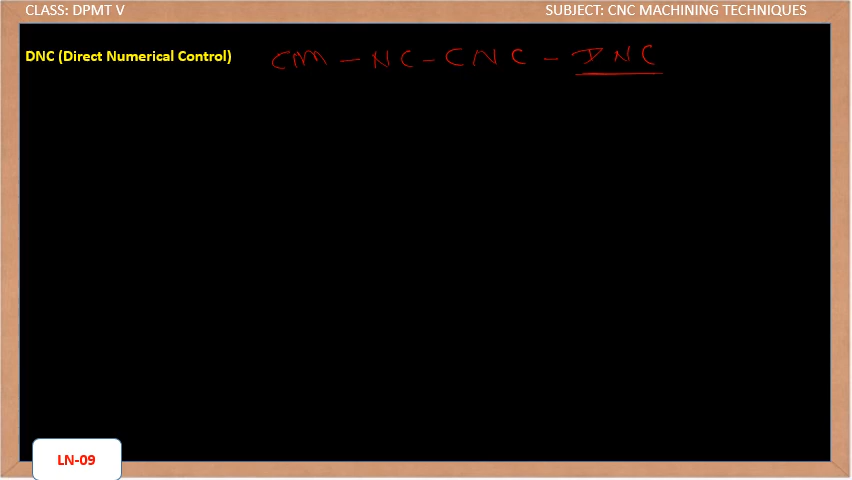 CLASS: DPMT V SUBJECT: CNC MACHINING TECHNIQUES
DNC (Direct Numerical Control) CM - NC - CNC - DNC
LN-09